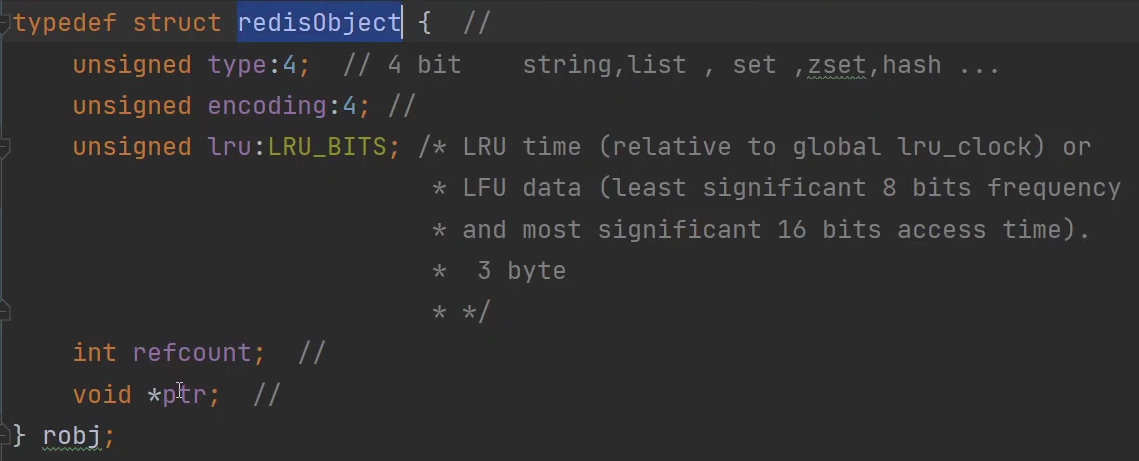 typedef struct redisObject {  //
    unsigned type:4;  // 4 bit    string,list , set ,zset,hash ...
    unsigned encoding:4; //
    unsigned lru:LRU_BITS; /* LRU time (relative to global lru_clock) or
                            * LFU data (least significant 8 bits frequency
                            * and most significant 16 bits access time).
                            *  3 byte
                            * */
    int refcount;  //
    void *ptr;  //
} robj;